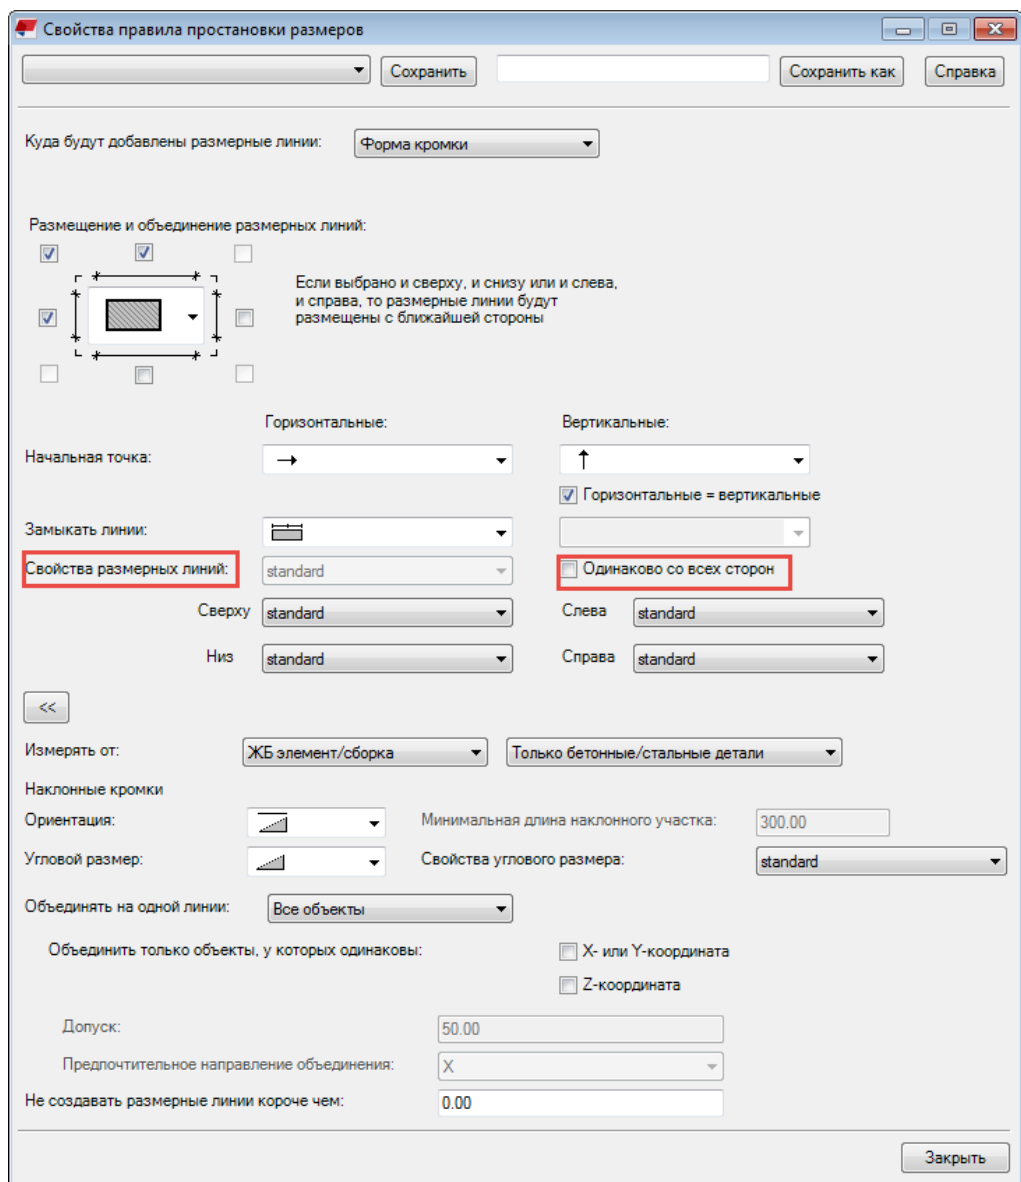 Свойства правила простановки размеров
Сохранить
Сохранить как
Справка
Куда будут добавлены размерные линии:
Форма кромки
Размещение и объединение размерных линий:
Если выбрано и сверху, и снизу или и слева,
и справа, то размерные линии будут
размещены с ближайшей стороны
Горизонтальные:
Вертикальные:
Начальная точка:
Горизонтальные = вертикальные
Замыкать линии:
Свойства размерных линий:
standard
Одинаково со всех сторон
Сверху
standard
Слева
standard
Низ
standard
Справа
standard
<<
Измерять от:
ЖБ элемент/сборка
Только бетонные/стальные детали
Наклонные кромки
Ориентация:
Минимальная длина наклонного участка:
300.00
Угловой размер:
Свойства углового размера:
standard
Объединять на одной линии:
Все объекты
Объединить только объекты, у которых одинаковы:
X- или Y-координата
Z-координата
Допуск:
50.00
Предпочтительное направление объединения:
X
Не создавать размерные линии короче чем:
0.00
Закрыть